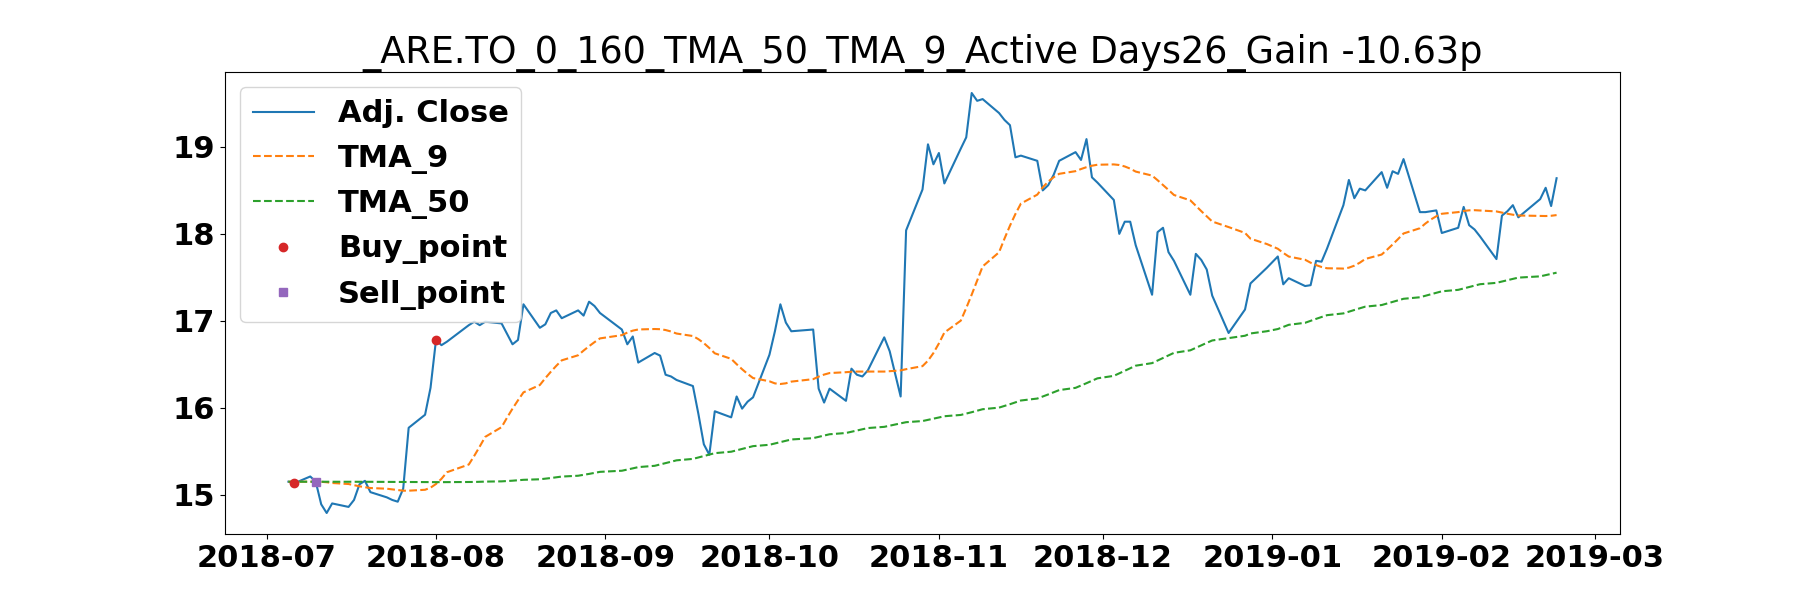 _ARE.TO_0_160_TMA_50_TMA_9_Active Days26_Gain -10.63p
Adj. Close
TMA_9
TMA_50
Buy_point
Sell_point
19
18
17
16
15
2018-07 2018-08 2018-09 2018-10 2018-11 2018-12 2019-01 2019-02 2019-03